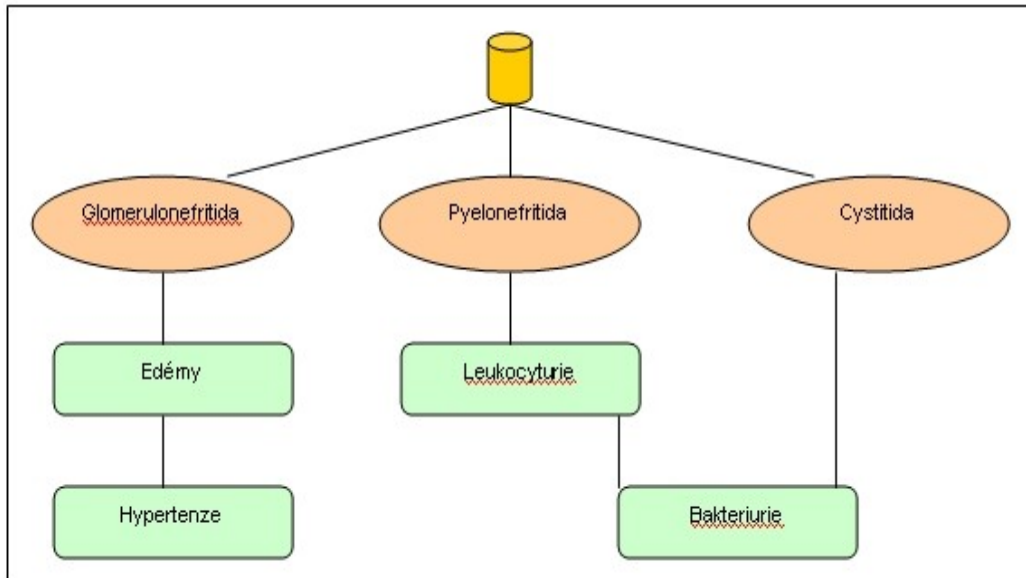 Glomerulonefritida
Pyelonefritida
Cystitida
Edémy
Leukocyturie
Hypertenze
Bakteriurie